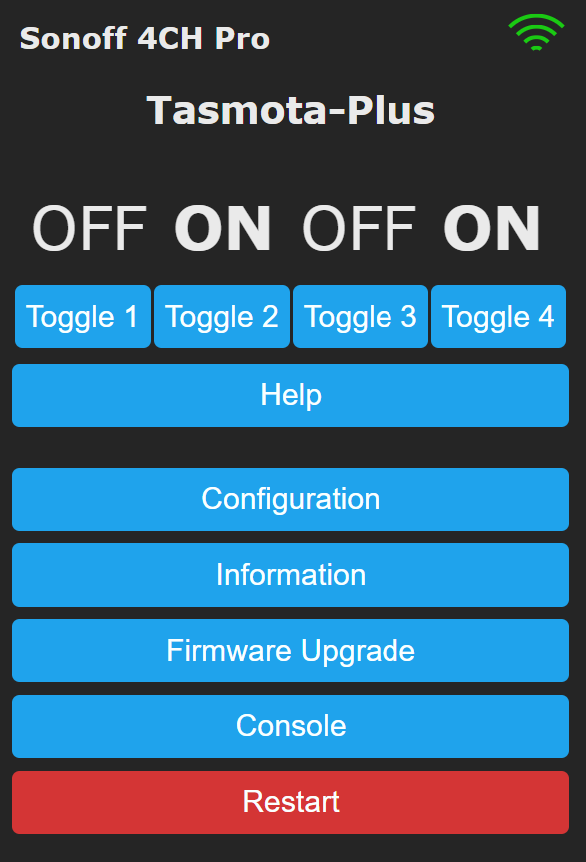 Sonoff 4CH Pro
Tasmota-Plus
OFF ON OFF ON
Toggle 1 Toggle 2 Toggle 3 Toggle 4
Help
Configuration
Information
Firmware Upgrade
Console
Restart